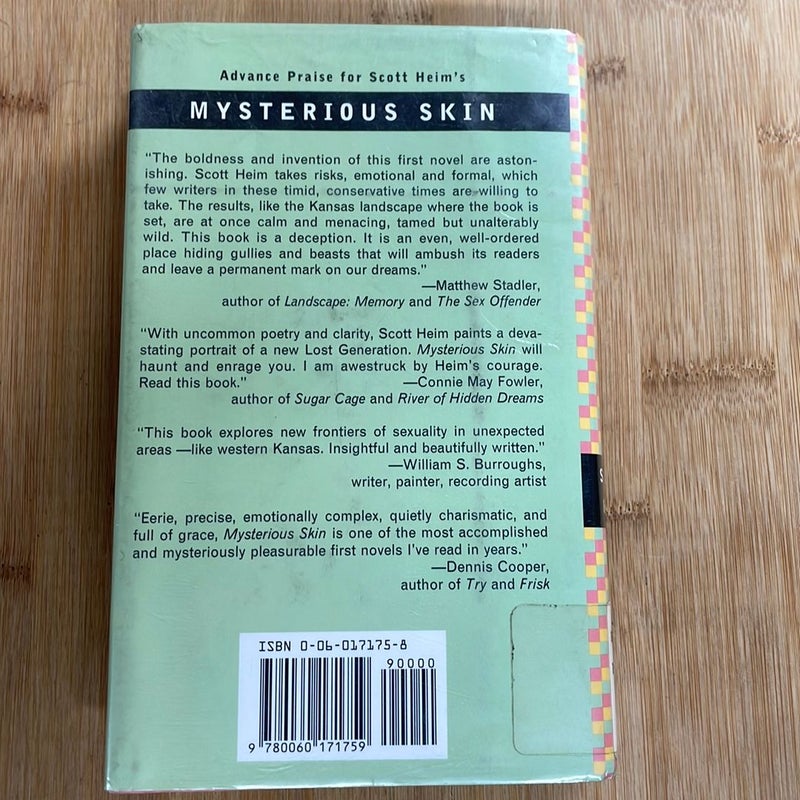 Advance Praise for Scott Heim's
MYSTERIOUS SKIN
“The boldness and invention of this first novel are aston-
ishing. Scott Heim takes risks, emotional and formal, which
few writers in these timid, conservative times are willing to
take. The results, like the Kansas landscape where the book is
set, are at once calm and menacing, tamed but unalterably
wild. This book is a deception. It is an even, well-ordered
place hiding gullies and beasts that will ambush its readers
and leave a permanent mark on our dreams.”
—Matthew Stadler,
author of Landscape: Memory and The Sex Offender
“With uncommon poetry and clarity, Scott Heim paints a deva-
stating portrait of a new Lost Generation. Mysterious Skin will
haunt and enrage you. I am awestruck by Heim's courage.
Read this book.” —Connie May Fowler,
author of Sugar Cage and River of Hidden Dreams
“This book explores new frontiers of sexuality in unexpected
areas —like western Kansas. Insightful and beautifully written.”
—William S. Burroughs,
writer, painter, recording artist
“Eerie, precise, emotionally complex, quietly charismatic, and
full of grace, Mysterious Skin is one of the most accomplished
and mysteriously pleasurable first novels I've read in years.”
—Dennis Cooper,
author of Try and Frisk
ISBN 0-06-017175-8
90000
9 780060 171759